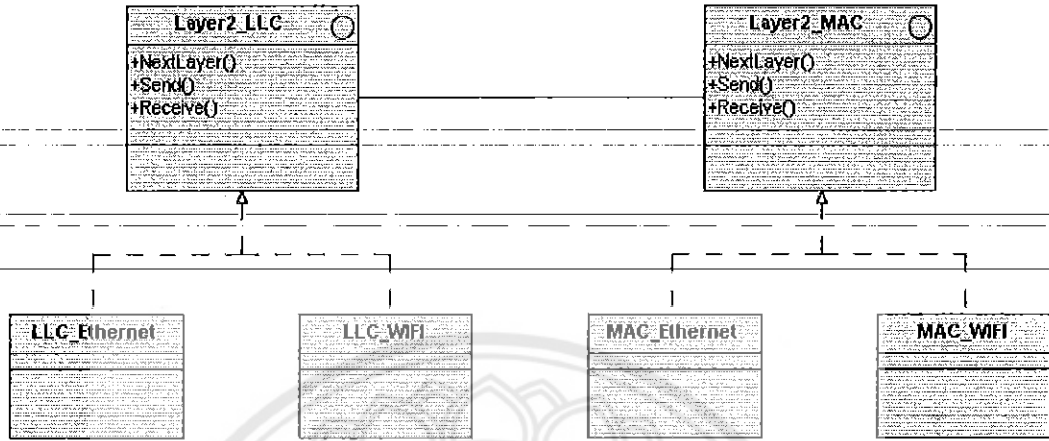 Layer2_LLC
+NextLayer()
+Send()
+Receive()
Layer2_MAC
+NextLayer()
+Send()
+Receive()
LLC_Ethernet
LLC_WIFI
MAC_Ethernet
MAC_WIFI